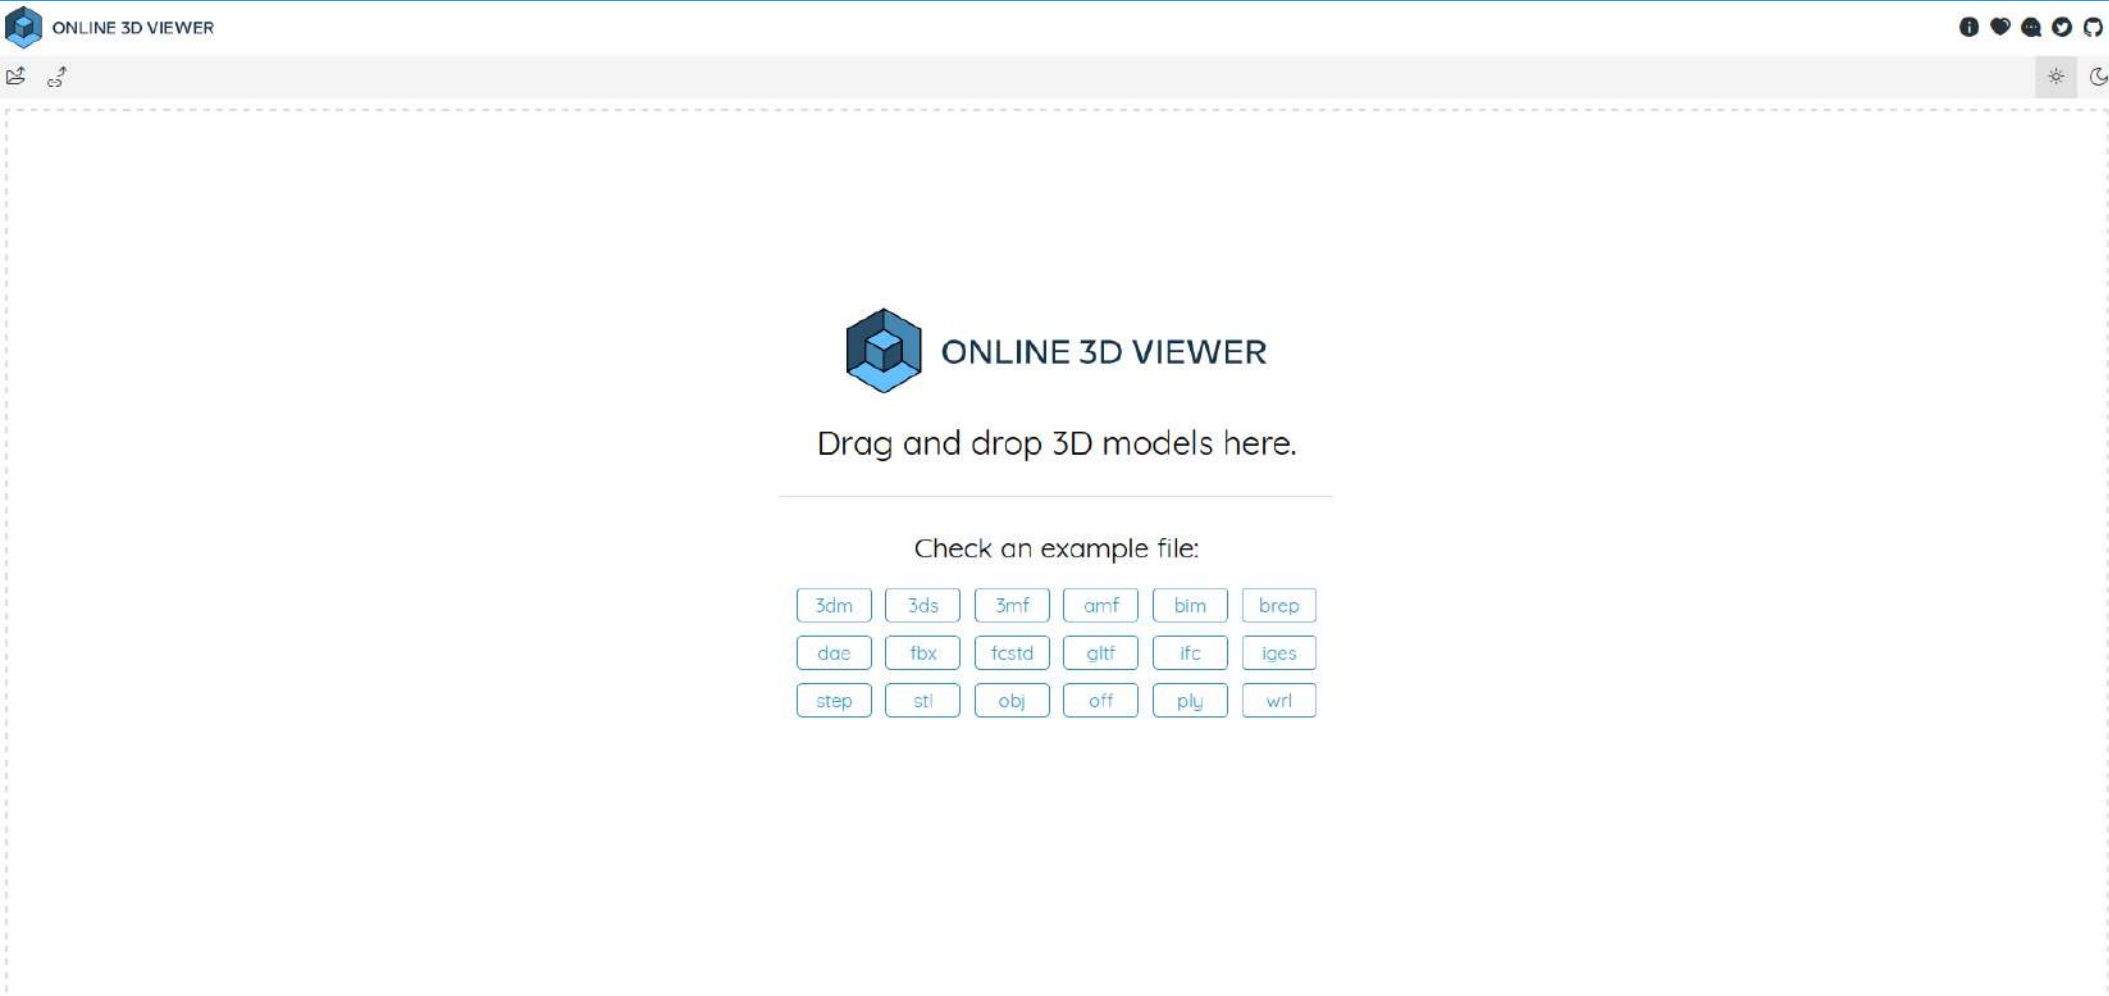 ONLINE 3D VIEWER
ONLINE 3D VIEWER
Drag and drop 3D models here.
Check an example file:
3dm 3ds 3mf amf bim brep
dae fbx fcstd gltf ifc iges
step stl obj off ply wrl